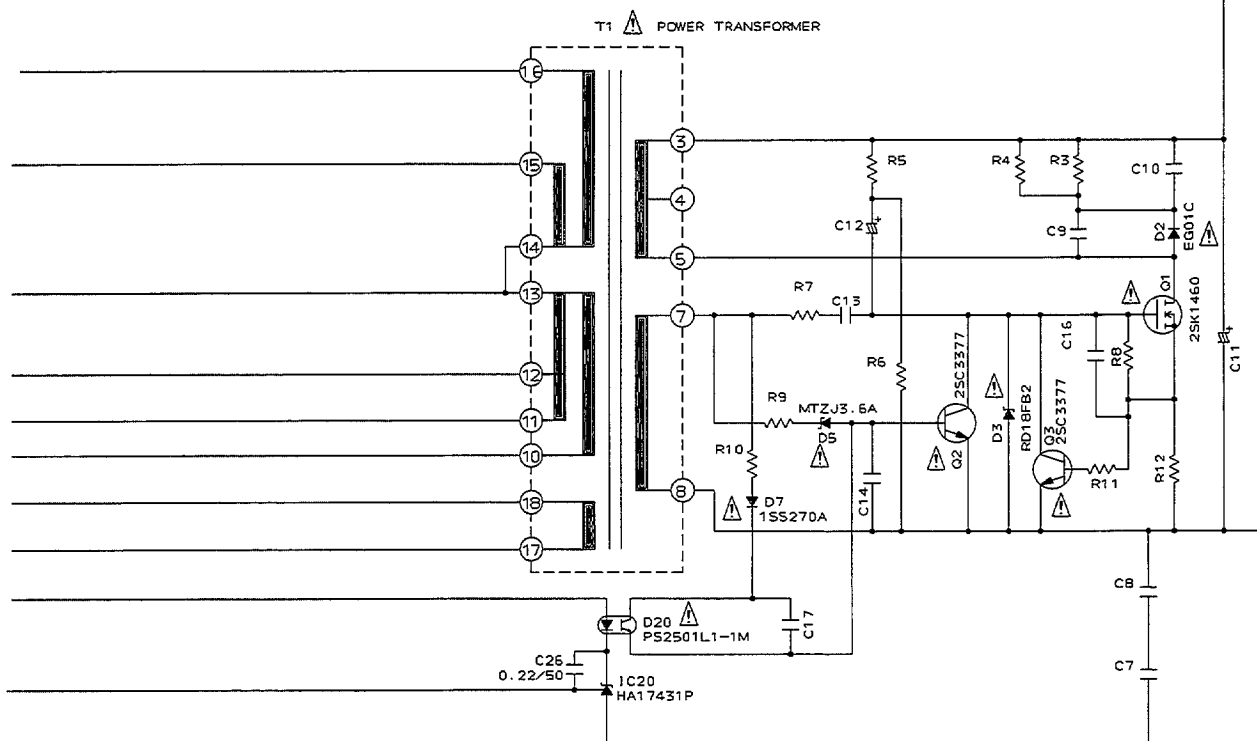 T1 ⚠ POWER TRANSFORMER
16
15
14
13
12
11
10
18
17
3
4
5
7
8
R5
R4
R3
C10
C12
C9
D2
EG01C
R7
C13
Q1
2SK1460
C11
R6
2SC3377
C16
R8
R9
MTZJ3.6A
D5
D3
RD18FB2
Q3
2SC3377
R10
Q2
C14
R11
R12
D7
1SS270A
D20
PS2501L1-1M
C17
C8
C26
0.22/50
IC20
HA17431P
C7